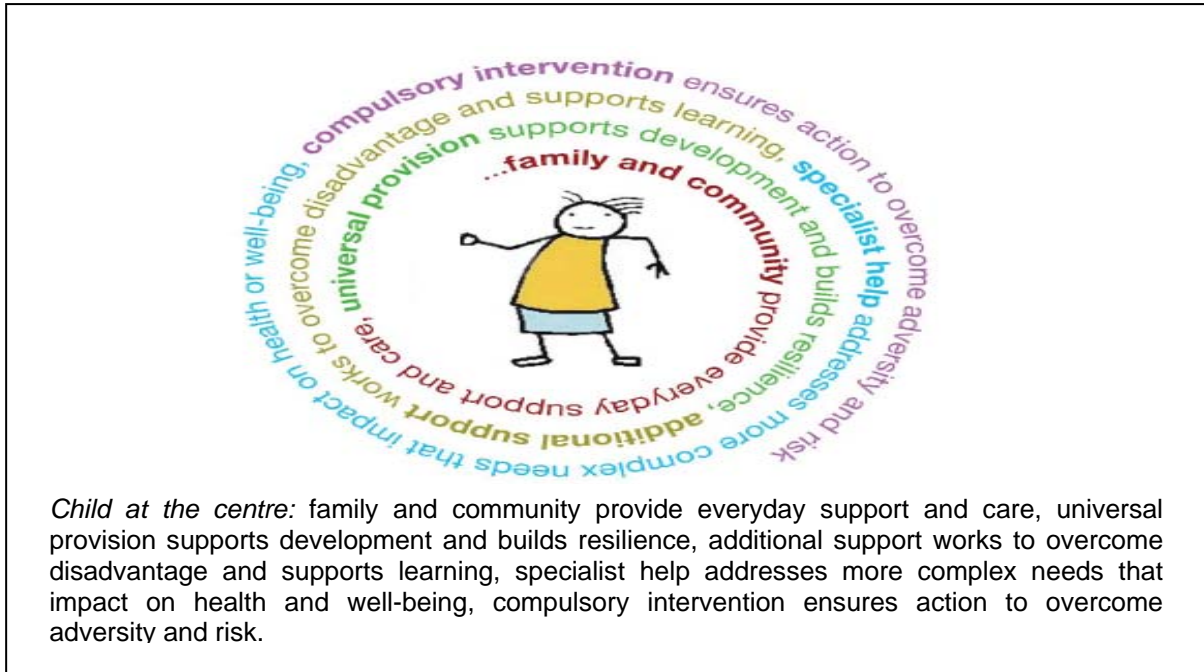 ...family and community provide everyday support and care,
universal provision supports development and builds resilience,
additional support works to overcome disadvantage and supports learning,
specialist help addresses more complex needs that impact on health or well-being,
compulsory intervention ensures action to overcome adversity and risk
Child at the centre: family and community provide everyday support and care, universal
provision supports development and builds resilience, additional support works to overcome
disadvantage and supports learning, specialist help addresses more complex needs that
impact on health and well-being, compulsory intervention ensures action to overcome
adversity and risk.